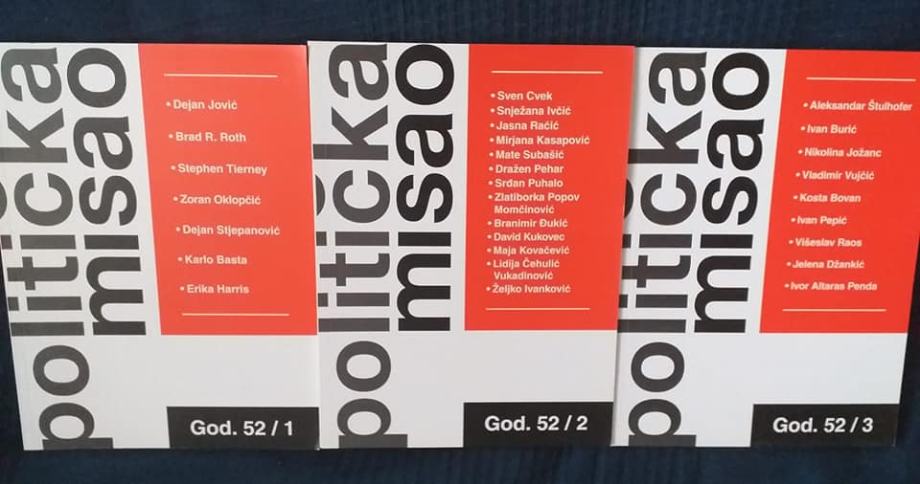 politička
misao
• Dejan Jović
• Brad R. Roth
• Stephen Tierney
• Zoran Oklopčić
• Dejan Stjepanović
• Karlo Basta
• Erika Harris
God. 52 / 1
politička
misao
• Sven Cvek
• Snježana Ivčić
• Jasna Račić
• Mirjana Kasapović
• Mate Subašić
• Dražen Pehar
• Srđan Puhalo
• Zlatiborka Popov
Momčinović
• Branimir Đukić
• David Kukovec
• Maja Kovačević
• Lidija Čehulić
Vukadinović
• Željko Ivanković
God. 52 / 2
politička
misao
• Aleksandar Štulhofer
• Ivan Burić
• Nikolina Jožanc
• Vladimir Vujčić
• Kosta Bovan
• Ivan Pepić
• Višeslav Raos
• Jelena Džankić
• Ivor Altaras Penda
God. 52 / 3